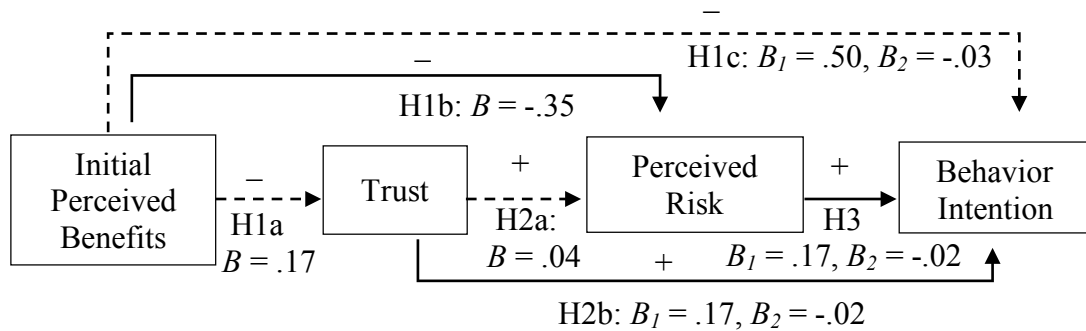 –
–
H1c: B1 = .50, B2 = -.03
H1b: B = -.35
Initial
Perceived
Benefits
–
H1a
B = .17
Trust
+
H2a:
B = .04
Perceived
Risk
+
H3
B1 = .17, B2 = -.02
Behavior
Intention
+
H2b: B1 = .17, B2 = -.02